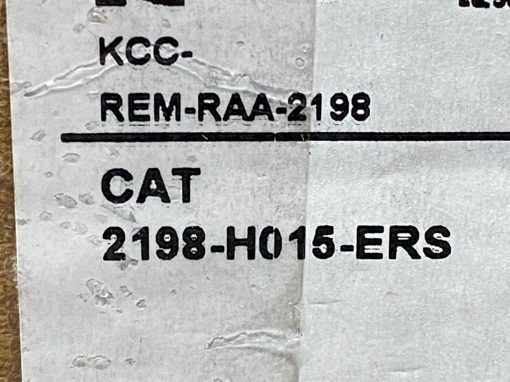 KCC-
REM-RAA-2198
CAT
2198-H015-ERS